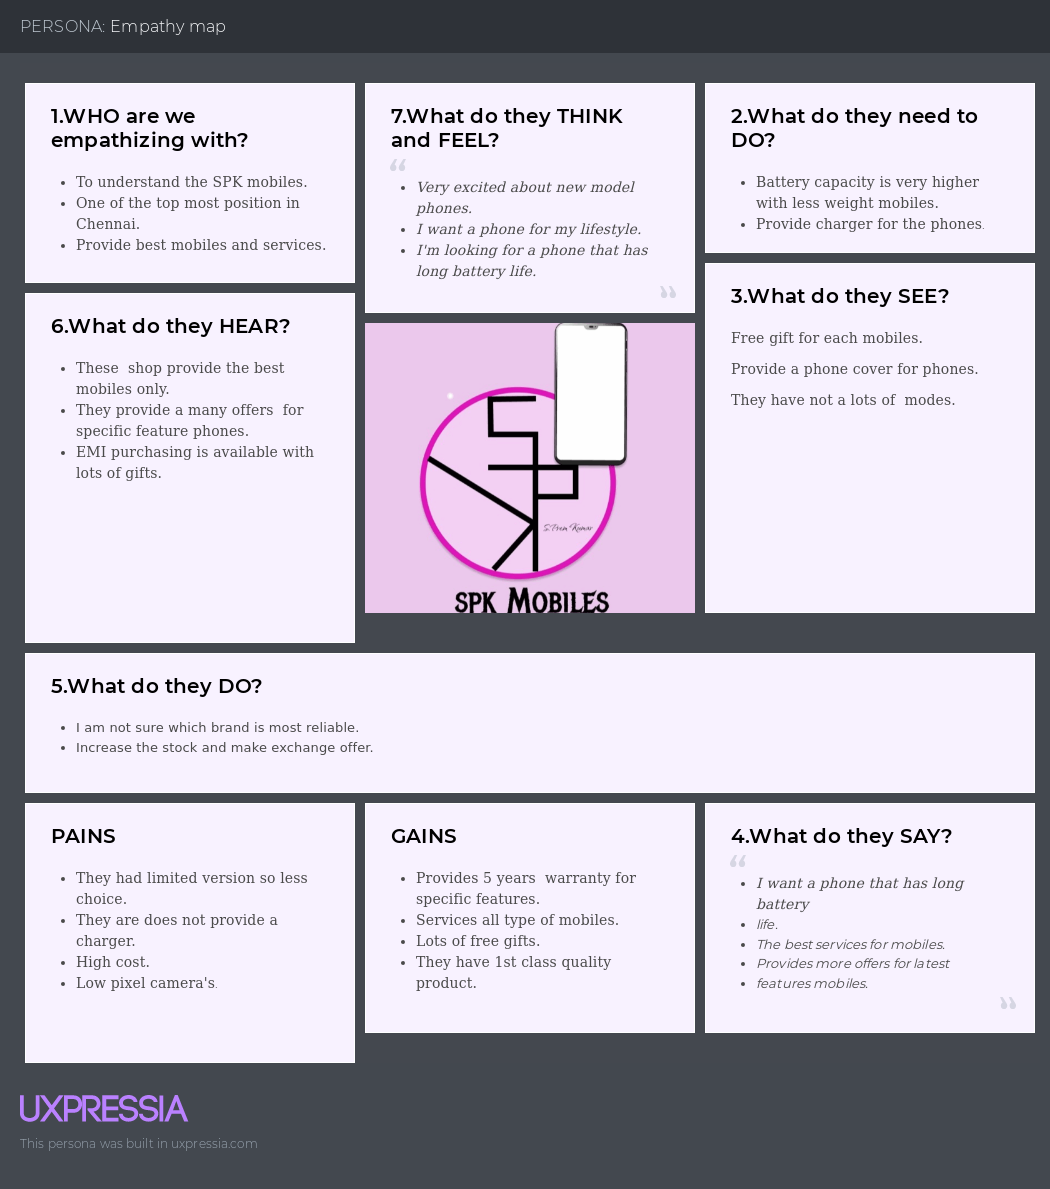 PERSONA: Empathy map
1.WHO are we
empathizing with?
To understand the SPK mobiles.
One of the top most position in
Chennai.
Provide best mobiles and services.
7.What do they THINK
and FEEL?
Very excited about new model
phones.
I want a phone for my lifestyle.
I'm looking for a phone that has
long battery life.
2.What do they need to
DO?
Battery capacity is very higher
with less weight mobiles.
Provide charger for the phones.
6.What do they HEAR?
These  shop provide the best
mobiles only.
They provide a many offers  for
specific feature phones.
EMI purchasing is available with
lots of gifts.
S.Prem Kumar
SPK MOBILES
3.What do they SEE?
Free gift for each mobiles.
Provide a phone cover for phones.
They have not a lots of  modes.
5.What do they DO?
I am not sure which brand is most reliable.
Increase the stock and make exchange offer.
PAINS
They had limited version so less
choice.
They are does not provide a
charger.
High cost.
Low pixel camera's.
GAINS
Provides 5 years  warranty for
specific features.
Services all type of mobiles.
Lots of free gifts.
They have 1st class quality
product.
4.What do they SAY?
I want a phone that has long
battery
life.
The best services for mobiles.
Provides more offers for latest
features mobiles.
UXPRESSIA
This persona was built in uxpressia.com